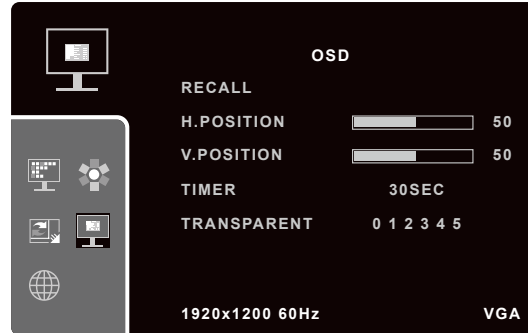 OSD
RECALL
H.POSITION 50
V.POSITION 50
TIMER 30SEC
TRANSPARENT 0 1 2 3 4 5
1920x1200 60Hz VGA